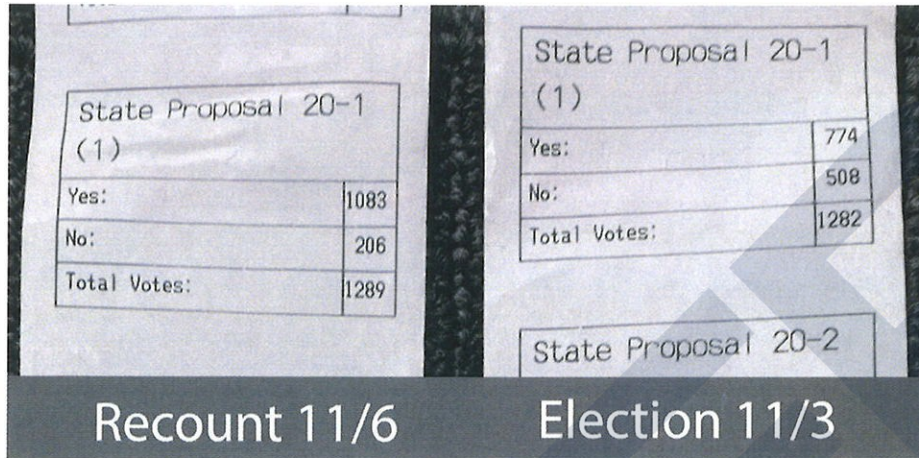 State Proposal 20-1
(1)
Yes: 1083
No: 206
Total Votes: 1289
Recount 11/6
State Proposal 20-1
(1)
Yes: 774
No: 508
Total Votes: 1282
State Proposal 20-2
Election 11/3